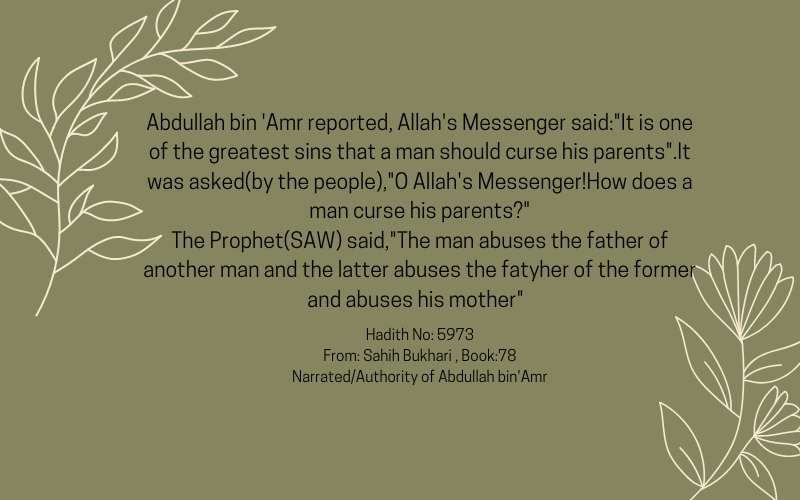 Abdullah bin 'Amr reported, Allah's Messenger said:"It is one
of the greatest sins that a man should curse his parents".It
was asked(by the people),"O Allah's Messenger!How does a
man curse his parents?"
The Prophet(SAW) said,"The man abuses the father of
another man and the latter abuses the fatyher of the former
and abuses his mother"
Hadith No: 5973
From: Sahih Bukhari , Book:78
Narrated/Authority of Abdullah bin'Amr